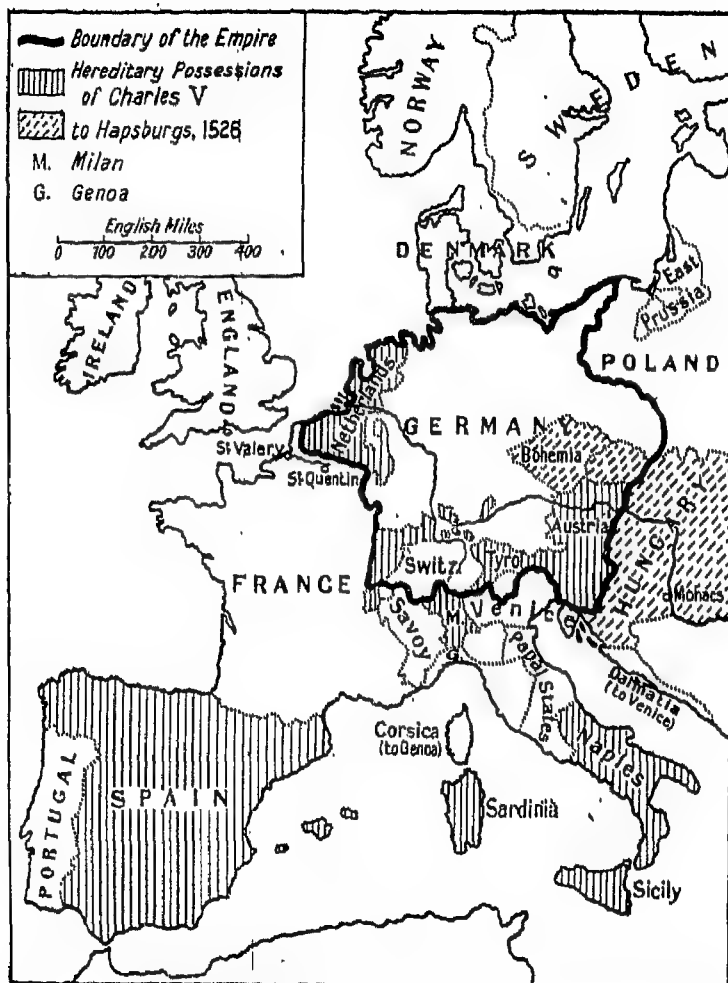 Boundary of the Empire
Hereditary Possessions
of Charles V
to Hapsburgs, 1526
M. Milan
G. Genoa
English Miles
0 100 200 300 400
NORWAY
SWEDEN
DENMARK
East
Prussia
IRELAND
ENGLAND
POLAND
Netherlands
GERMANY
St Valery
St Quentin
Bohemia
Austria
HUNGRY
Mohacs
Switz
Tyrol
FRANCE
Savoy
M.
Venice
G.
Papal States
Dalmatia
(to Venice)
Corsica
(to Genoa)
Naples
PORTUGAL
SPAIN
Sardinia
Sicily